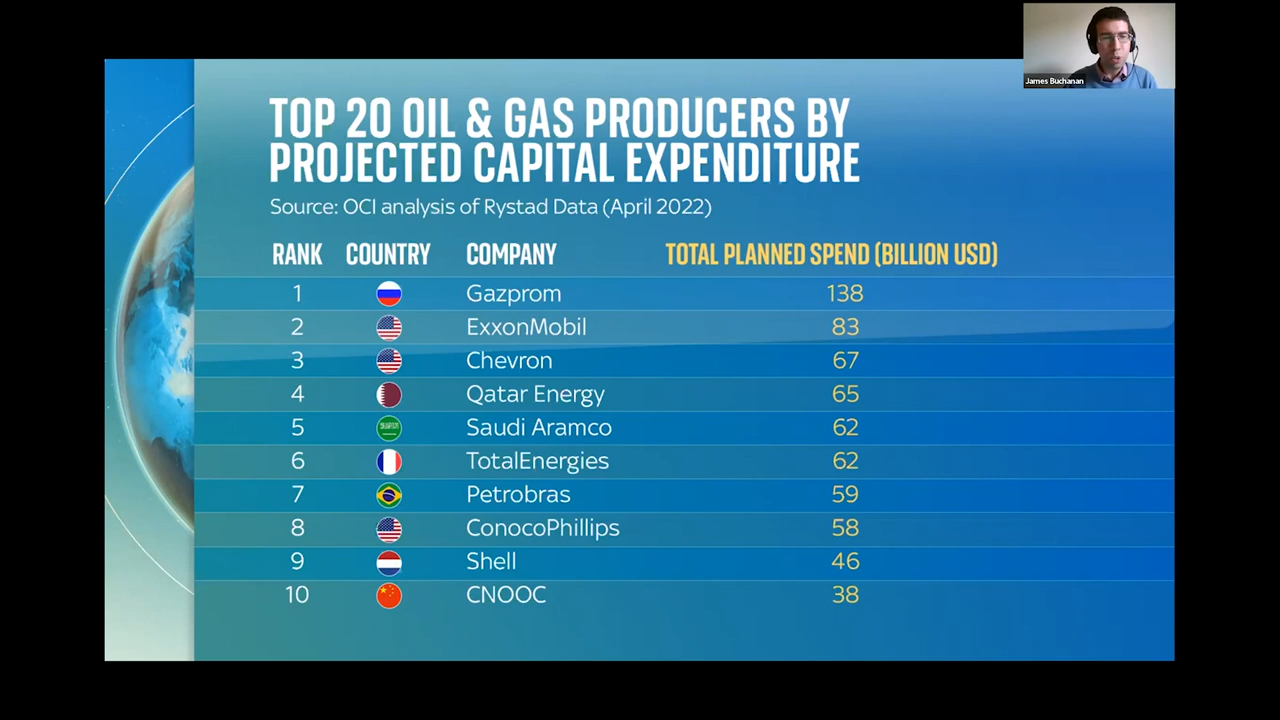 James Buchanan
TOP 20 OIL & GAS PRODUCERS BY
PROJECTED CAPITAL EXPENDITURE
Source: OCI analysis of Rystad Data (April 2022)
RANK COUNTRY COMPANY TOTAL PLANNED SPEND (BILLION USD)
1 Gazprom 138
2 ExxonMobil 83
3 Chevron 67
4 Qatar Energy 65
5 Saudi Aramco 62
6 TotalEnergies 62
7 Petrobras 59
8 ConocoPhillips 58
9 Shell 46
10 CNOOC 38